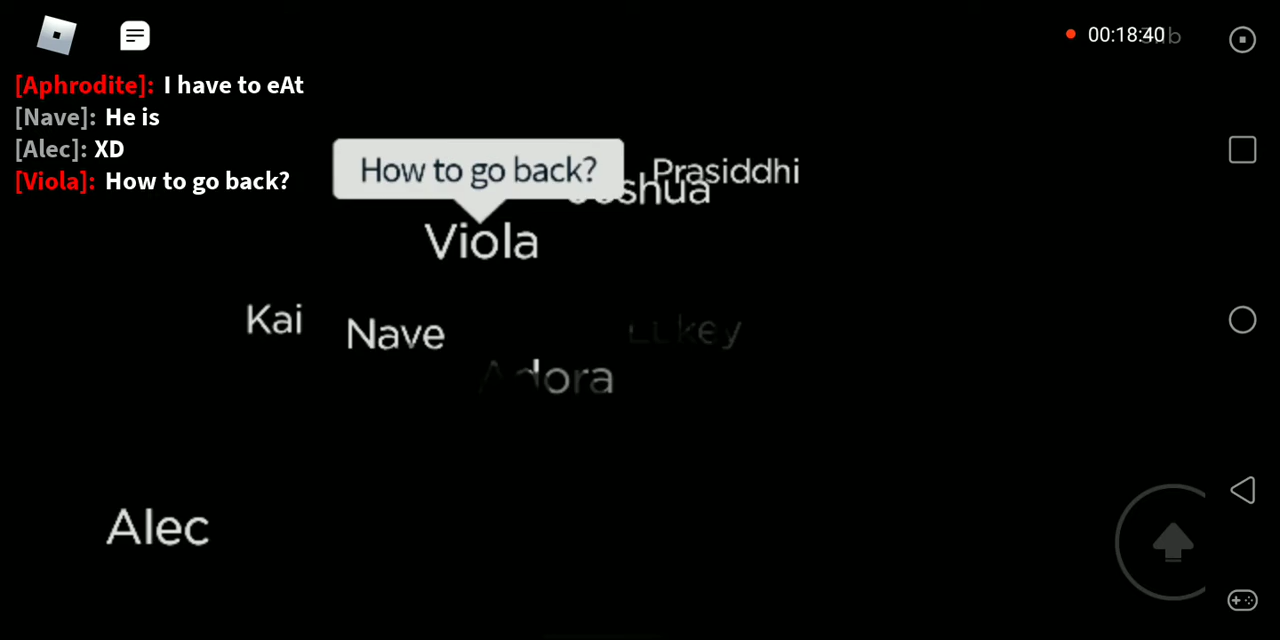 00:18:40
[Aphrodite]: I have to eAt
[Nave]: He is
[Alec]: XD
[Viola]: How to go back?
How to go back?
Prasiddhi
Viola
Kai
Nave
Adora
Alec